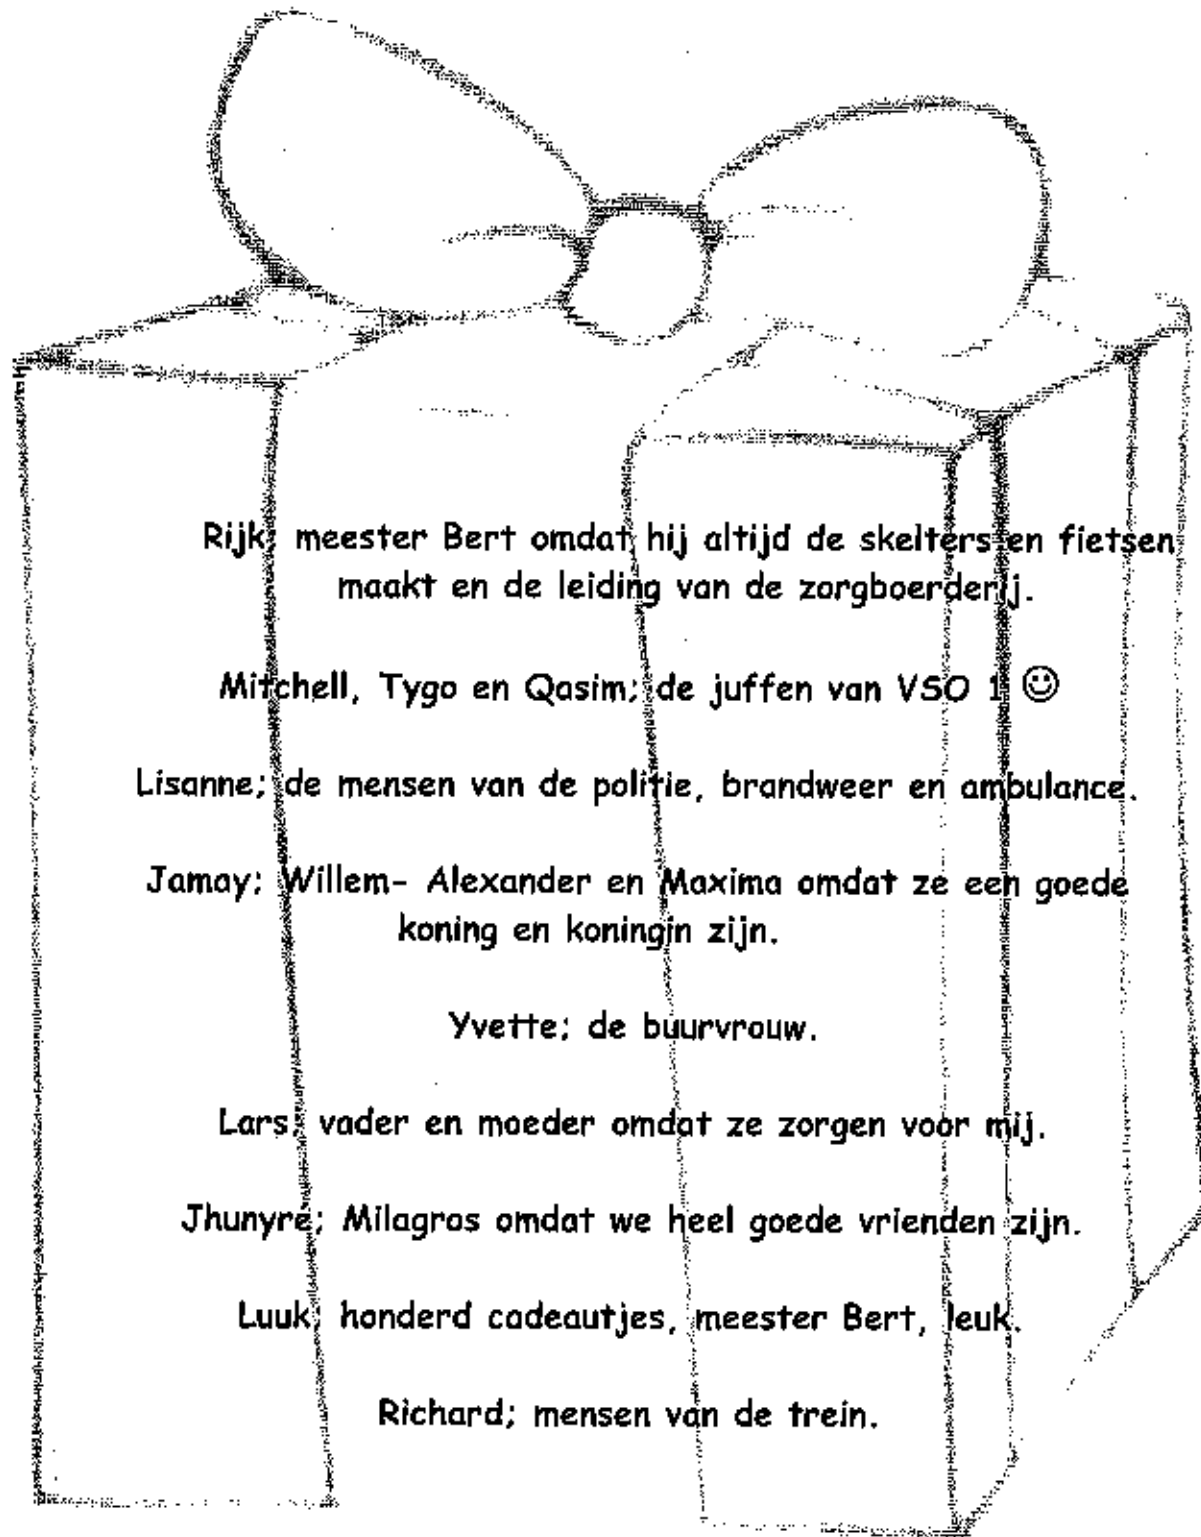 Rijk; meester Bert omdat hij altijd de skelters en fietsen
maakt en de leiding van de zorgboerderij.
Mitchell, Tygo en Qasim; de juffen van VSO 1 ☺
Lisanne; de mensen van de politie, brandweer en ambulance.
Jamay; Willem- Alexander en Maxima omdat ze een goede
koning en koningin zijn.
Yvette; de buurvrouw.
Lars; vader en moeder omdat ze zorgen voor mij.
Jhunyre; Milagros omdat we heel goede vrienden zijn.
Luuk; honderd cadeautjes, meester Bert, leuk.
Richard; mensen van de trein.